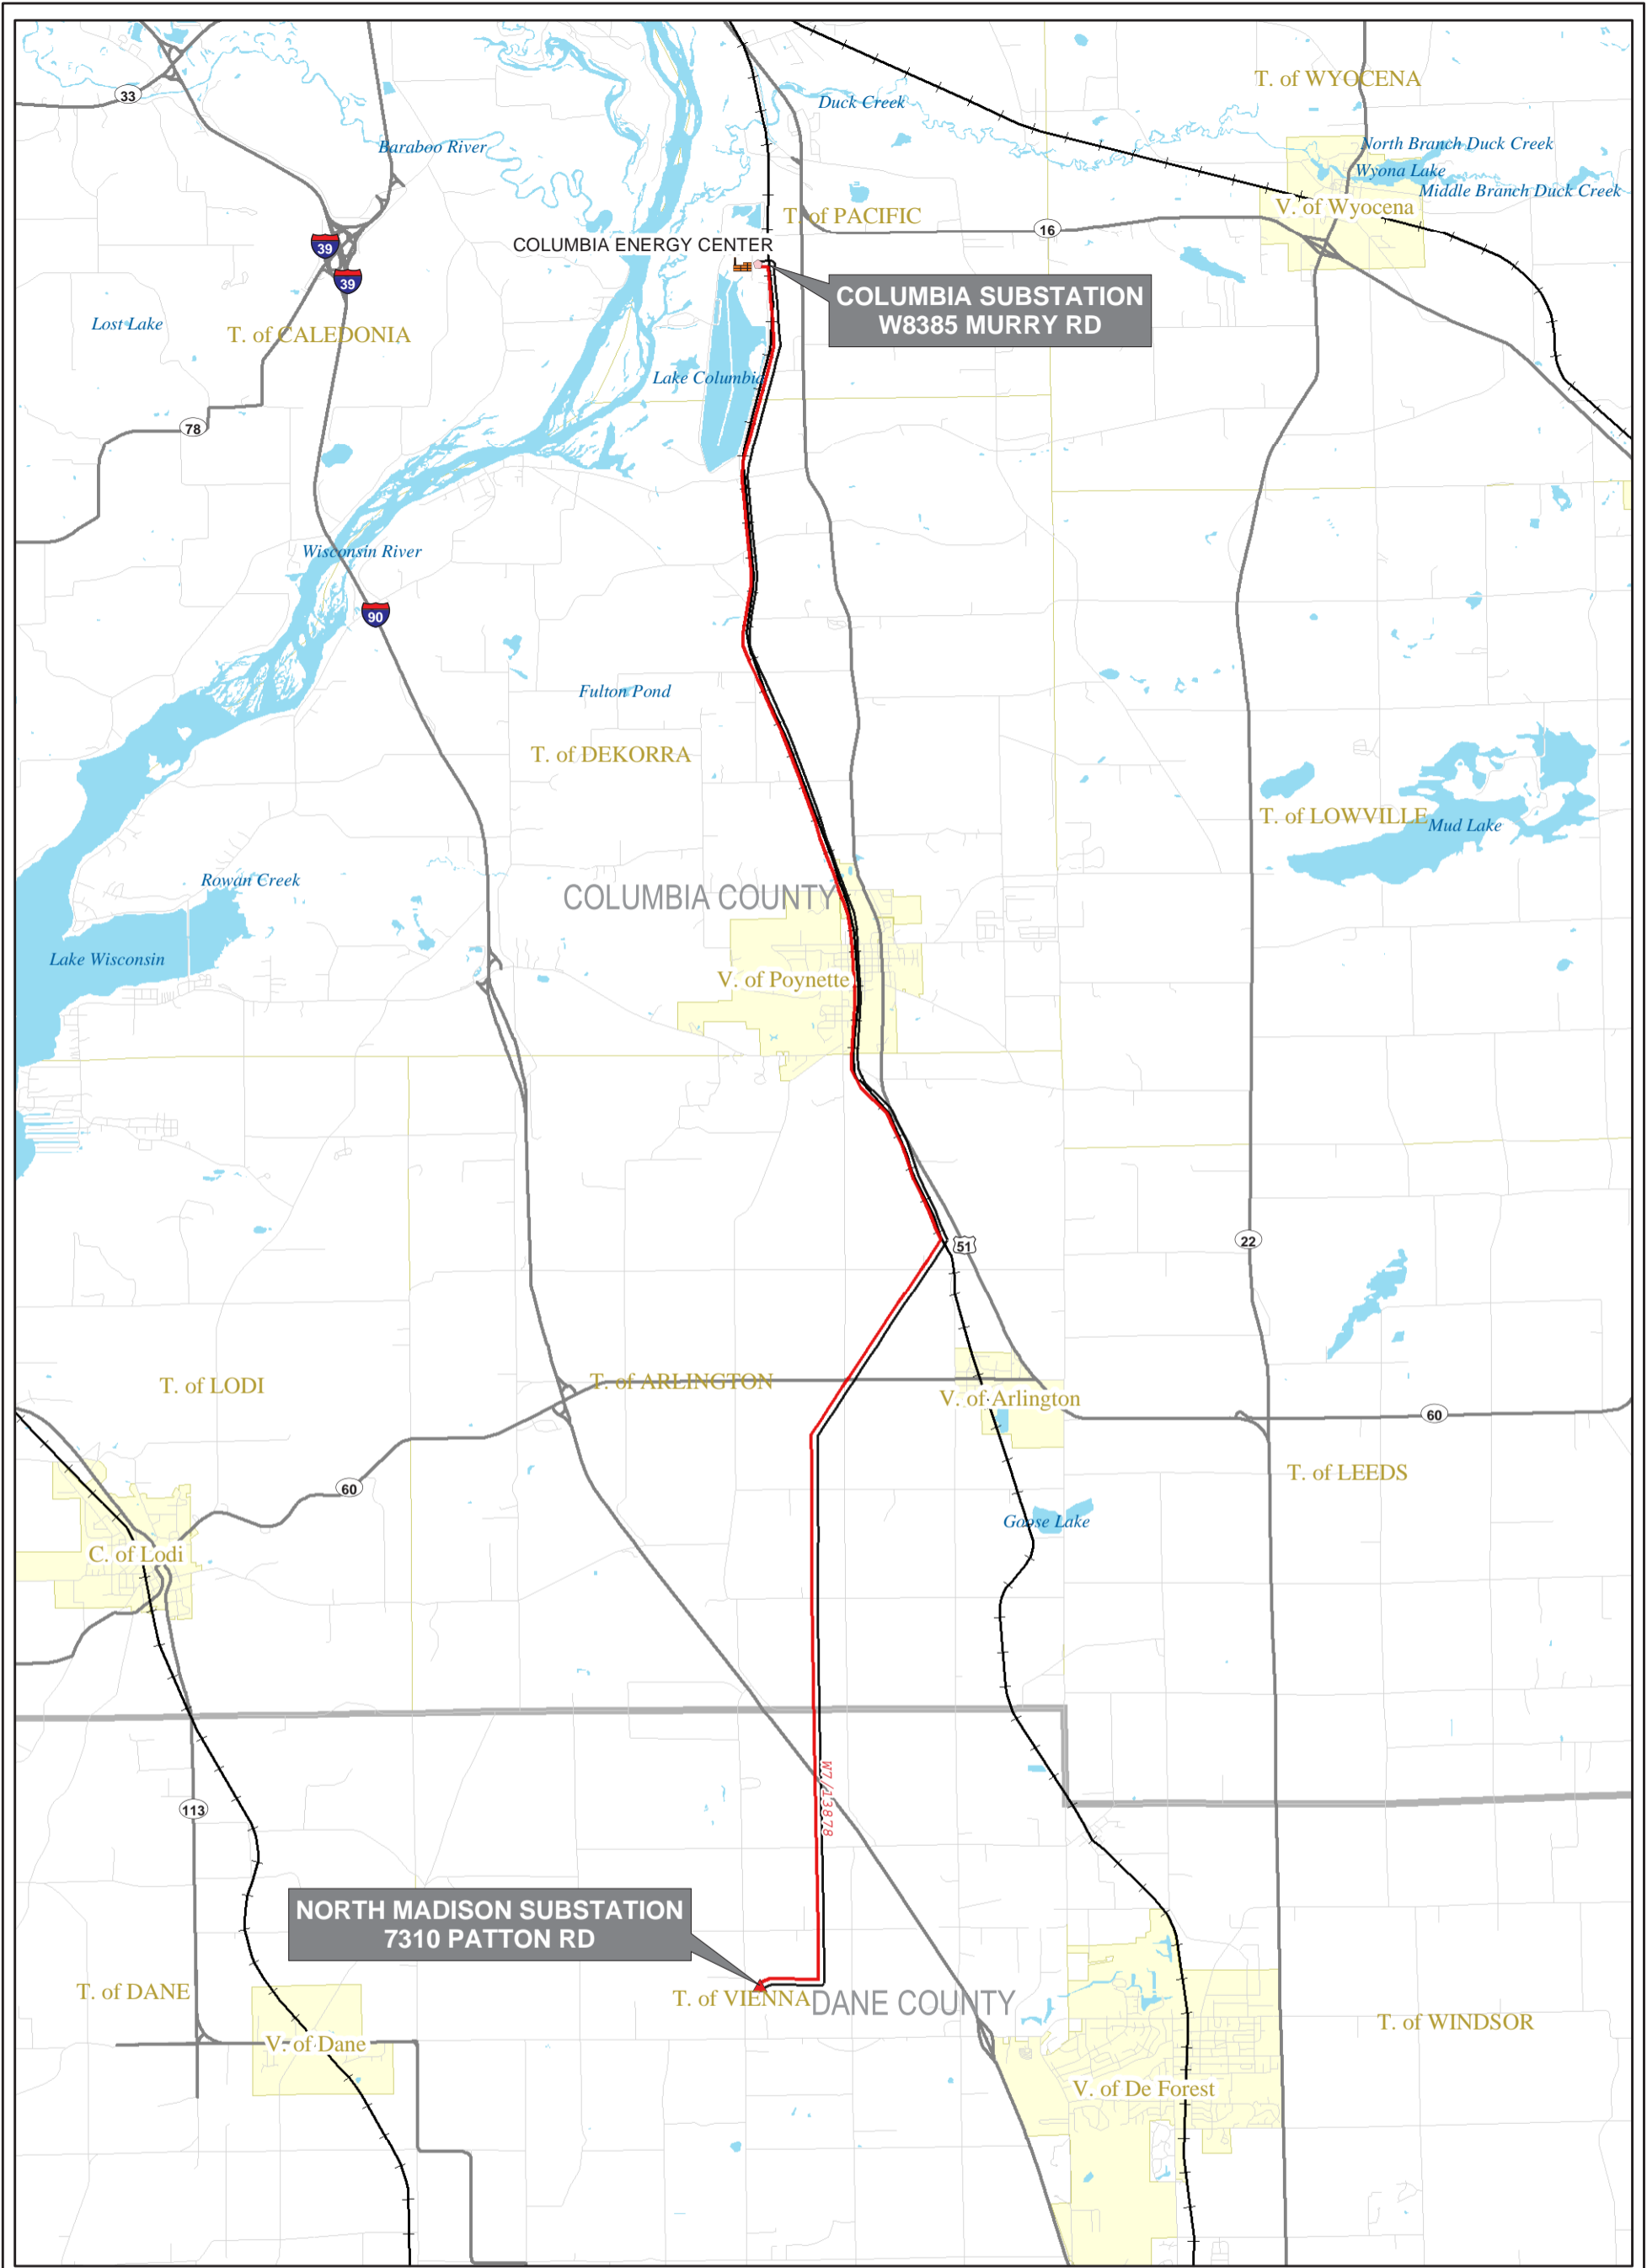 T. of WYOCENA
33
Duck Creek
Baraboo River
North Branch Duck Creek
Wyona Lake
Middle Branch Duck Creek
V. of Wyocena
T. of PACIFIC
16
39
COLUMBIA ENERGY CENTER
39
COLUMBIA SUBSTATION
W8385 MURRY RD
Lost Lake
T. of CALEDONIA
Lake Columbia
78
Wisconsin River
90
Fulton Pond
T. of DEKORRA
T. of LOWVILLE
Mud Lake
Rowan Creek
COLUMBIA COUNTY
Lake Wisconsin
V. of Poynette
51
22
T. of LODI
T. of ARLINGTON
V. of Arlington
60
T. of LEEDS
60
Goose Lake
C. of Lodi
W7/13878
113
NORTH MADISON SUBSTATION
7310 PATTON RD
T. of DANE
T. of VIENNA
DANE COUNTY
T. of WINDSOR
V. of Dane
V. of De Forest